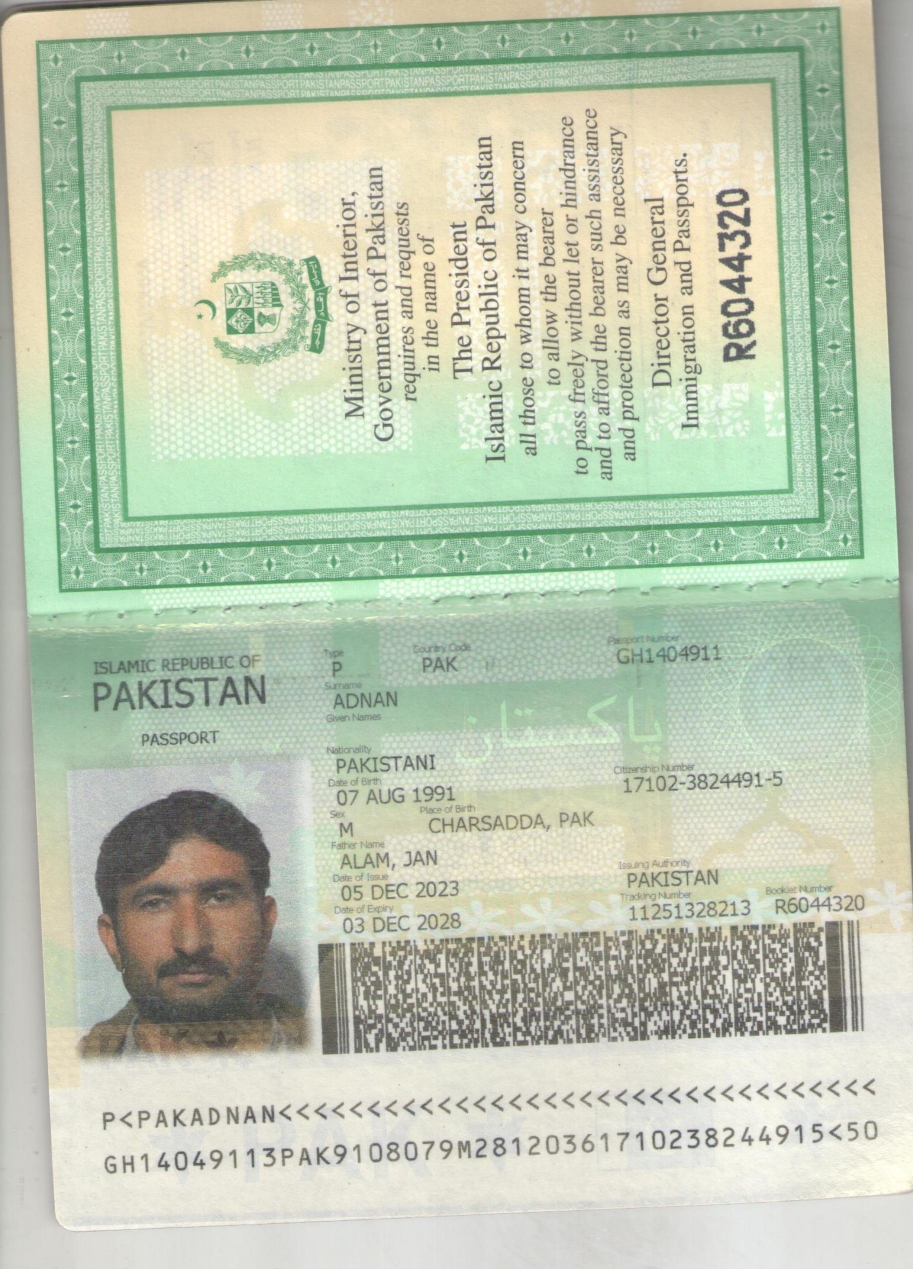 Ministry of Interior,
Government of Pakistan
requires and requests
in the name of
The President
Islamic Republic of Pakistan
all those to whom it may concern
to allow the bearer
to pass freely without let or hindrance
and to afford the bearer such assistance
and protection as may be necessary
Director General
Immigration and Passports.
R6044320
ISLAMIC REPUBLIC OF
PAKISTAN
PASSPORT
Type
P
Country Code
PAK
Passport Number
GH1404911
Surname
ADNAN
Given Names
پاکستان
Nationality
PAKISTANI
Citizenship Number
17102-3824491-5
Date of Birth
07 AUG 1991
Sex
M
Place of Birth
CHARSADDA, PAK
Father Name
ALAM, JAN
Date of Issue
05 DEC 2023
Issuing Authority
PAKISTAN
Date of Expiry
03 DEC 2028
Tracking Number
11251328213
Booklet Number
R6044320
P<PAKADNAN<<<<<<<<<<<<<<<<<<<<<<<<<<<<<<<<<<
GH14049113PAK9108079M28120361710238244915<50